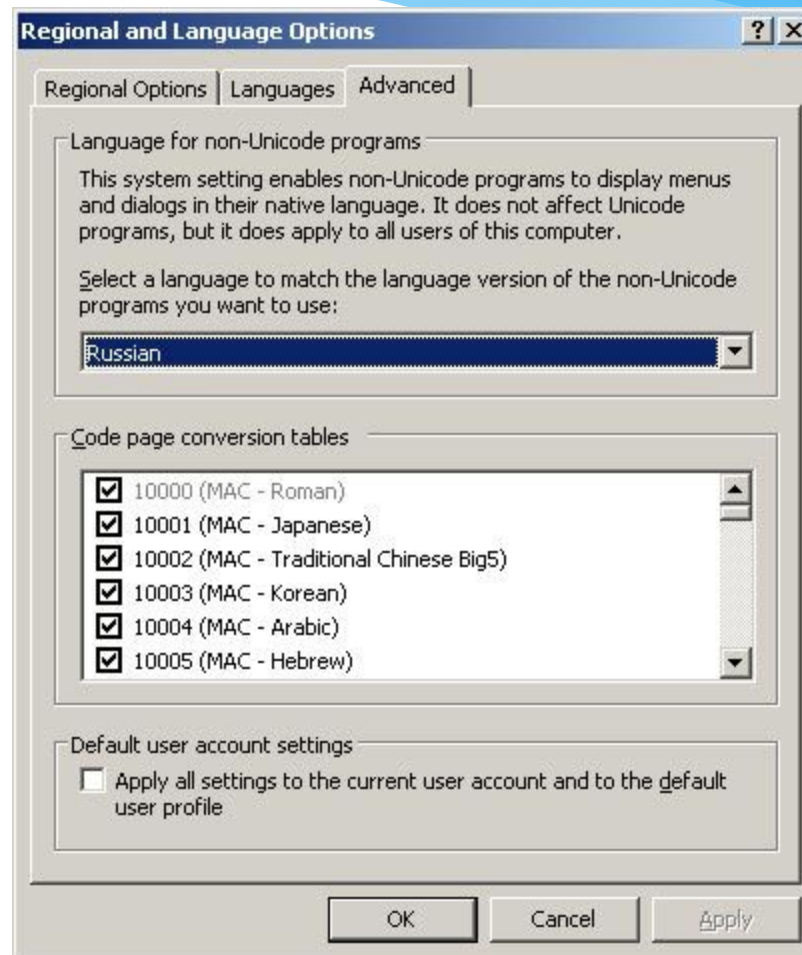 Regional and Language Options
Regional Options Languages Advanced
Language for non-Unicode programs
This system setting enables non-Unicode programs to display menus
and dialogs in their native language. It does not affect Unicode
programs, but it does apply to all users of this computer.
Select a language to match the language version of the non-Unicode
programs you want to use:
Russian
Code page conversion tables
10000 (MAC - Roman)
10001 (MAC - Japanese)
10002 (MAC - Traditional Chinese Big5)
10003 (MAC - Korean)
10004 (MAC - Arabic)
10005 (MAC - Hebrew)
Default user account settings
Apply all settings to the current user account and to the default
user profile
OK Cancel Apply